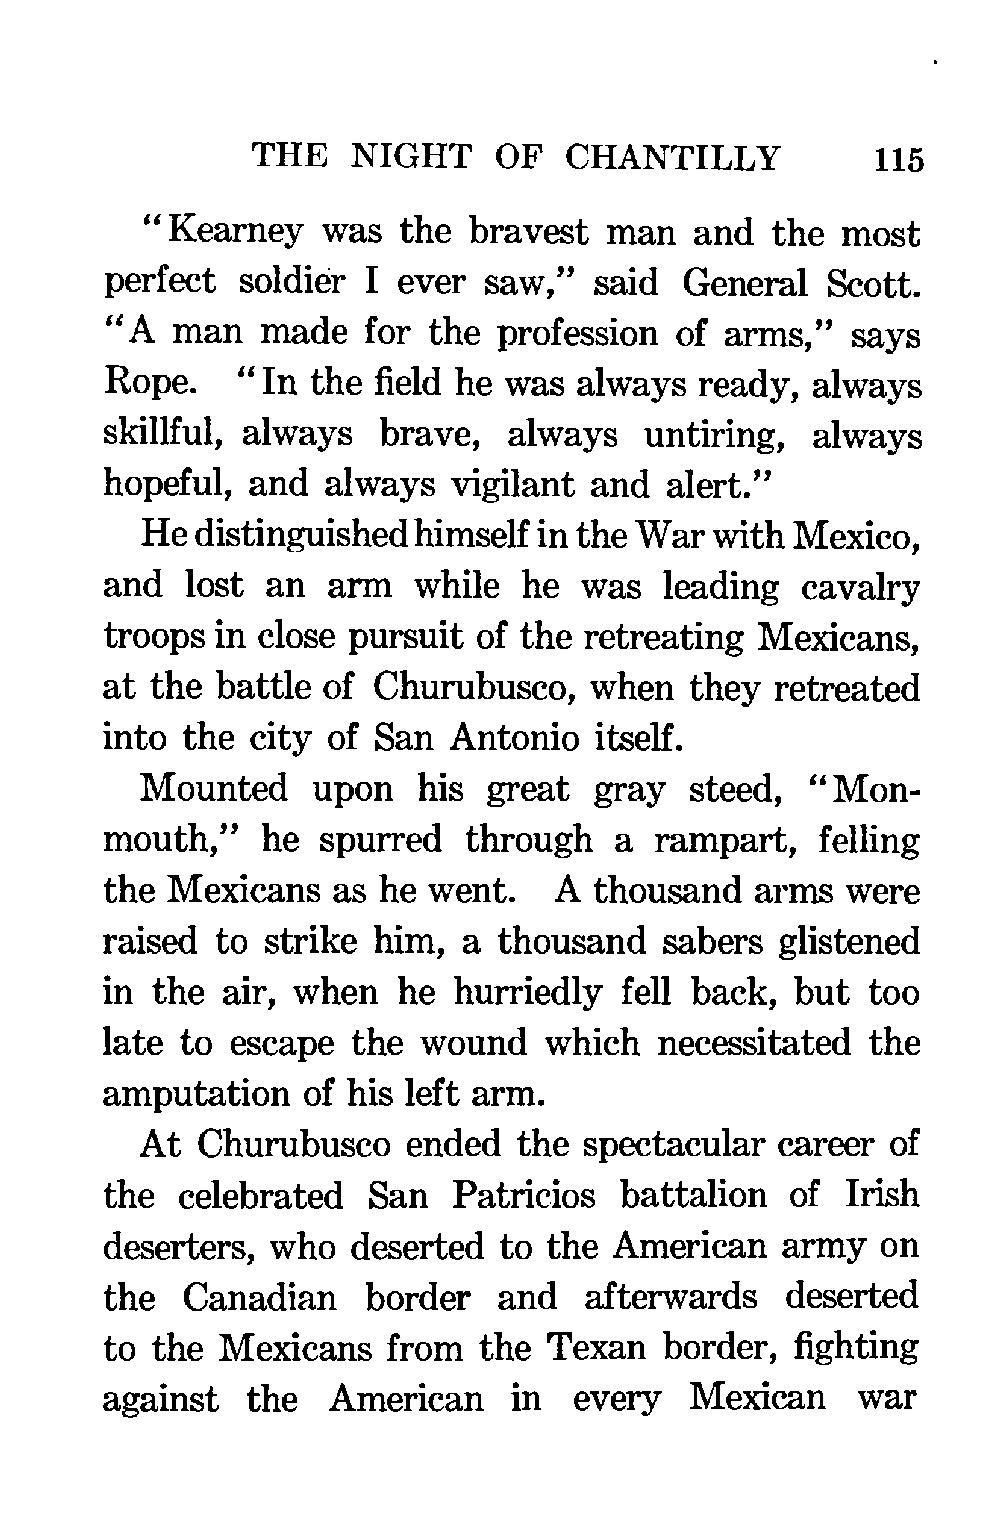 THE NIGHT OF CHANTILLY 115
"Kearney was the bravest man and the most
perfect soldier I ever saw," said General Scott.
"A man made for the profession of arms," says
Rope. "In the field he was always ready, always
skillful, always brave, always untiring, always
hopeful, and always vigilant and alert."
He distinguished himself in the War with Mexico,
and lost an arm while he was leading cavalry
troops in close pursuit of the retreating Mexicans,
at the battle of Churubusco, when they retreated
into the city of San Antonio itself.
Mounted upon his great gray steed, "Mon-
mouth," he spurred through a rampart, felling
the Mexicans as he went. A thousand arms were
raised to strike him, a thousand sabers glistened
in the air, when he hurriedly fell back, but too
late to escape the wound which necessitated the
amputation of his left arm.
At Churubusco ended the spectacular career of
the celebrated San Patricios battalion of Irish
deserters, who deserted to the American army on
the Canadian border and afterwards deserted
to the Mexicans from the Texan border, fighting
against the American in every Mexican war